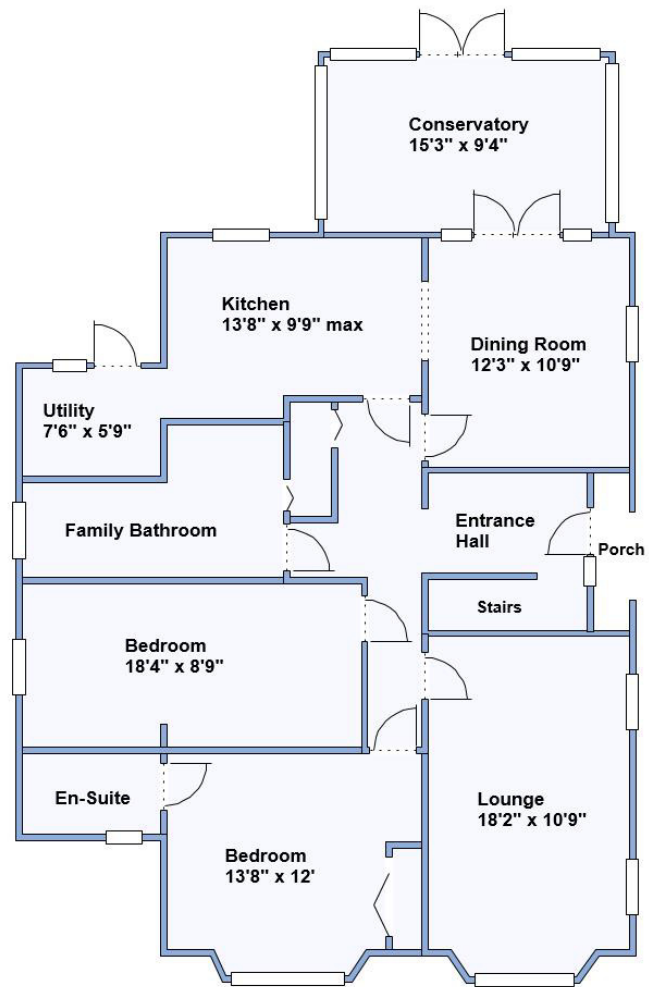 Conservatory
15'3" x 9'4"
Kitchen
13'8" x 9'9" max
Dining Room
12'3" x 10'9"
Utility
7'6" x 5'9"
Family Bathroom
Entrance
Hall
Porch
Stairs
Bedroom
18'4" x 8'9"
En-Suite
Lounge
18'2" x 10'9"
Bedroom
13'8" x 12'